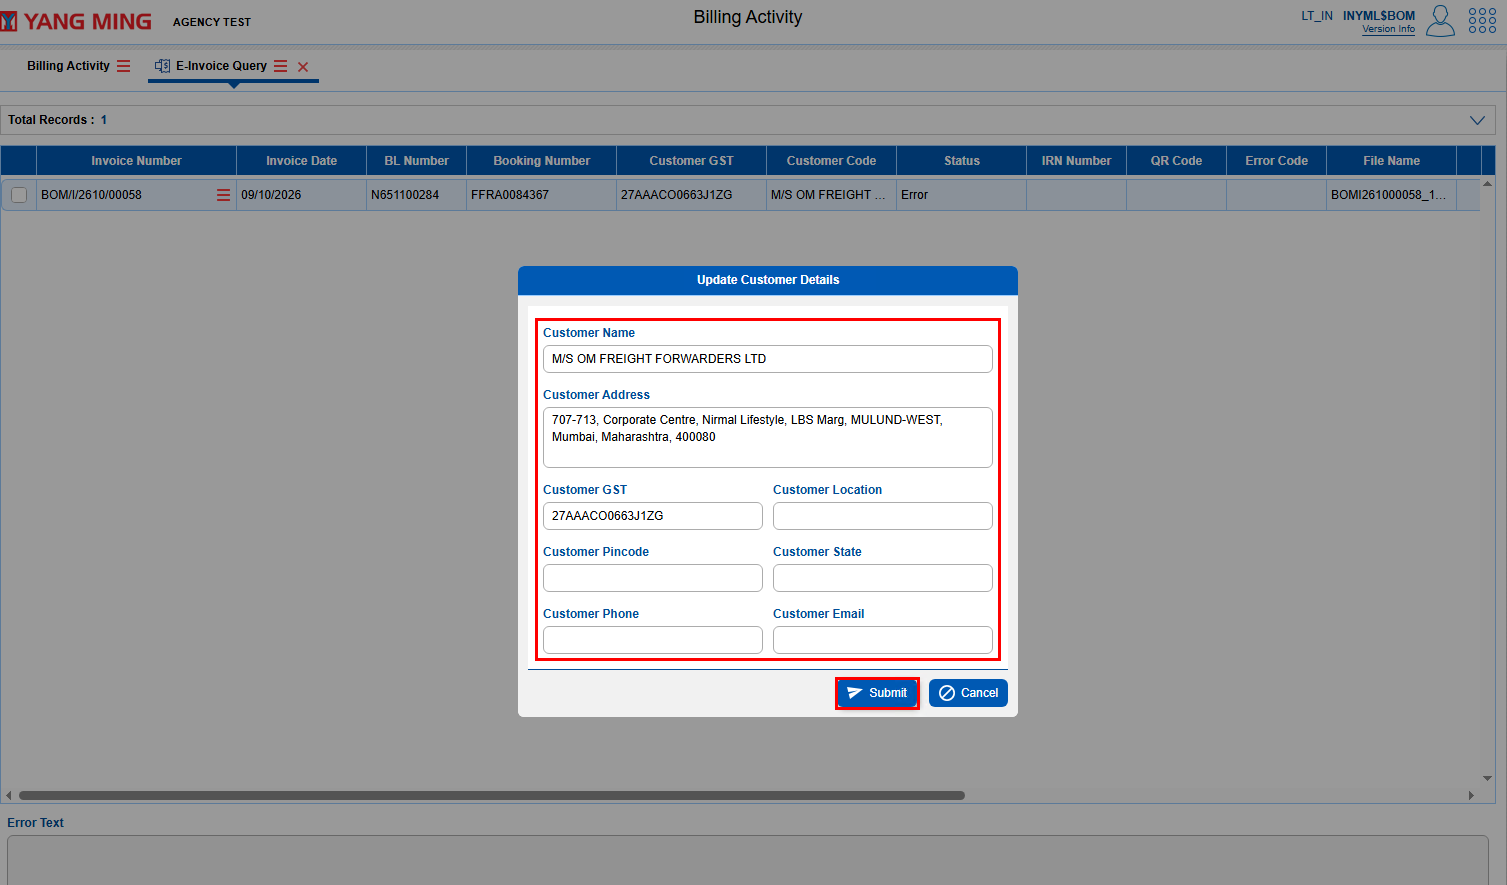 YANG MING AGENCY TEST
Billing Activity
LT_IN INYML$BOM
Version Info
Billing Activity
E-Invoice Query
Total Records : 1
Invoice Number Invoice Date BL Number Booking Number Customer GST Customer Code Status IRN Number QR Code Error Code File Name
BOM/I/2610/00058 09/10/2026 N651100284 FFRA0084367 27AAACO0663J1ZG M/S OM FREIGHT ... Error BOMI261000058_1...
Update Customer Details
Customer Name
M/S OM FREIGHT FORWARDERS LTD
Customer Address
707-713, Corporate Centre, Nirmal Lifestyle, LBS Marg, MULUND-WEST,
Mumbai, Maharashtra, 400080
Customer GST Customer Location
27AAACO0663J1ZG
Customer Pincode Customer State
Customer Phone Customer Email
Submit Cancel
Error Text